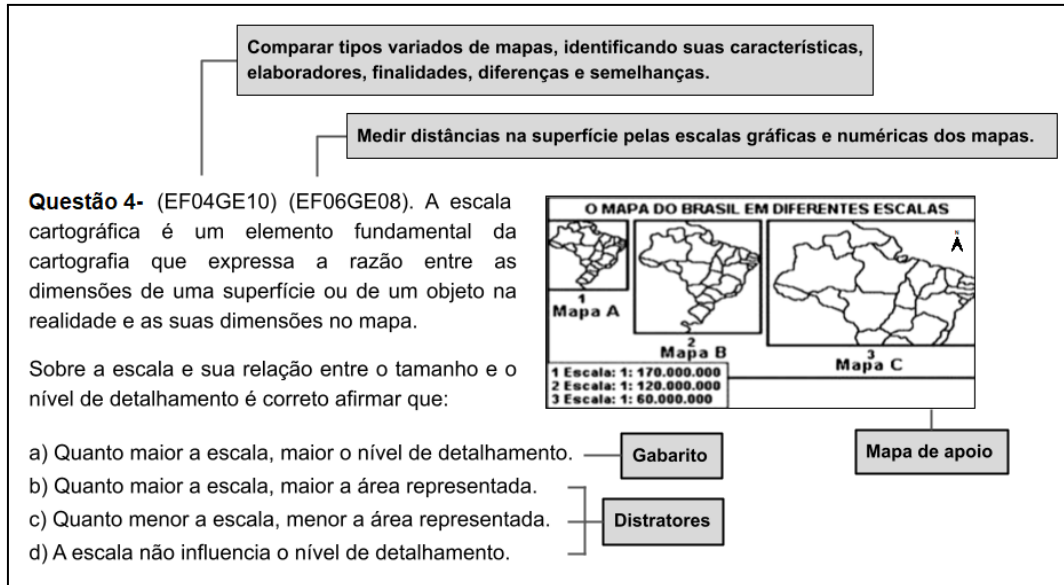 Comparar tipos variados de mapas, identificando suas características,
elaboradores, finalidades, diferenças e semelhanças.
Medir distâncias na superfície pelas escalas gráficas e numéricas dos mapas.
Questão 4- (EF04GE10) (EF06GE08). A escala
cartográfica é um elemento fundamental da
cartografia que expressa a razão entre as
dimensões de uma superfície ou de um objeto na
realidade e as suas dimensões no mapa.
Sobre a escala e sua relação entre o tamanho e o
nível de detalhamento é correto afirmar que:
O MAPA DO BRASIL EM DIFERENTES ESCALAS
N
1
Mapa A
2
Mapa B
3
Mapa C
1 Escala: 1: 170.000.000
2 Escala: 1: 120.000.000
3 Escala: 1: 60.000.000
Mapa de apoio
a) Quanto maior a escala, maior o nível de detalhamento.
Gabarito
b) Quanto maior a escala, maior a área representada.
c) Quanto menor a escala, menor a área representada.
d) A escala não influencia o nível de detalhamento.
Distratores